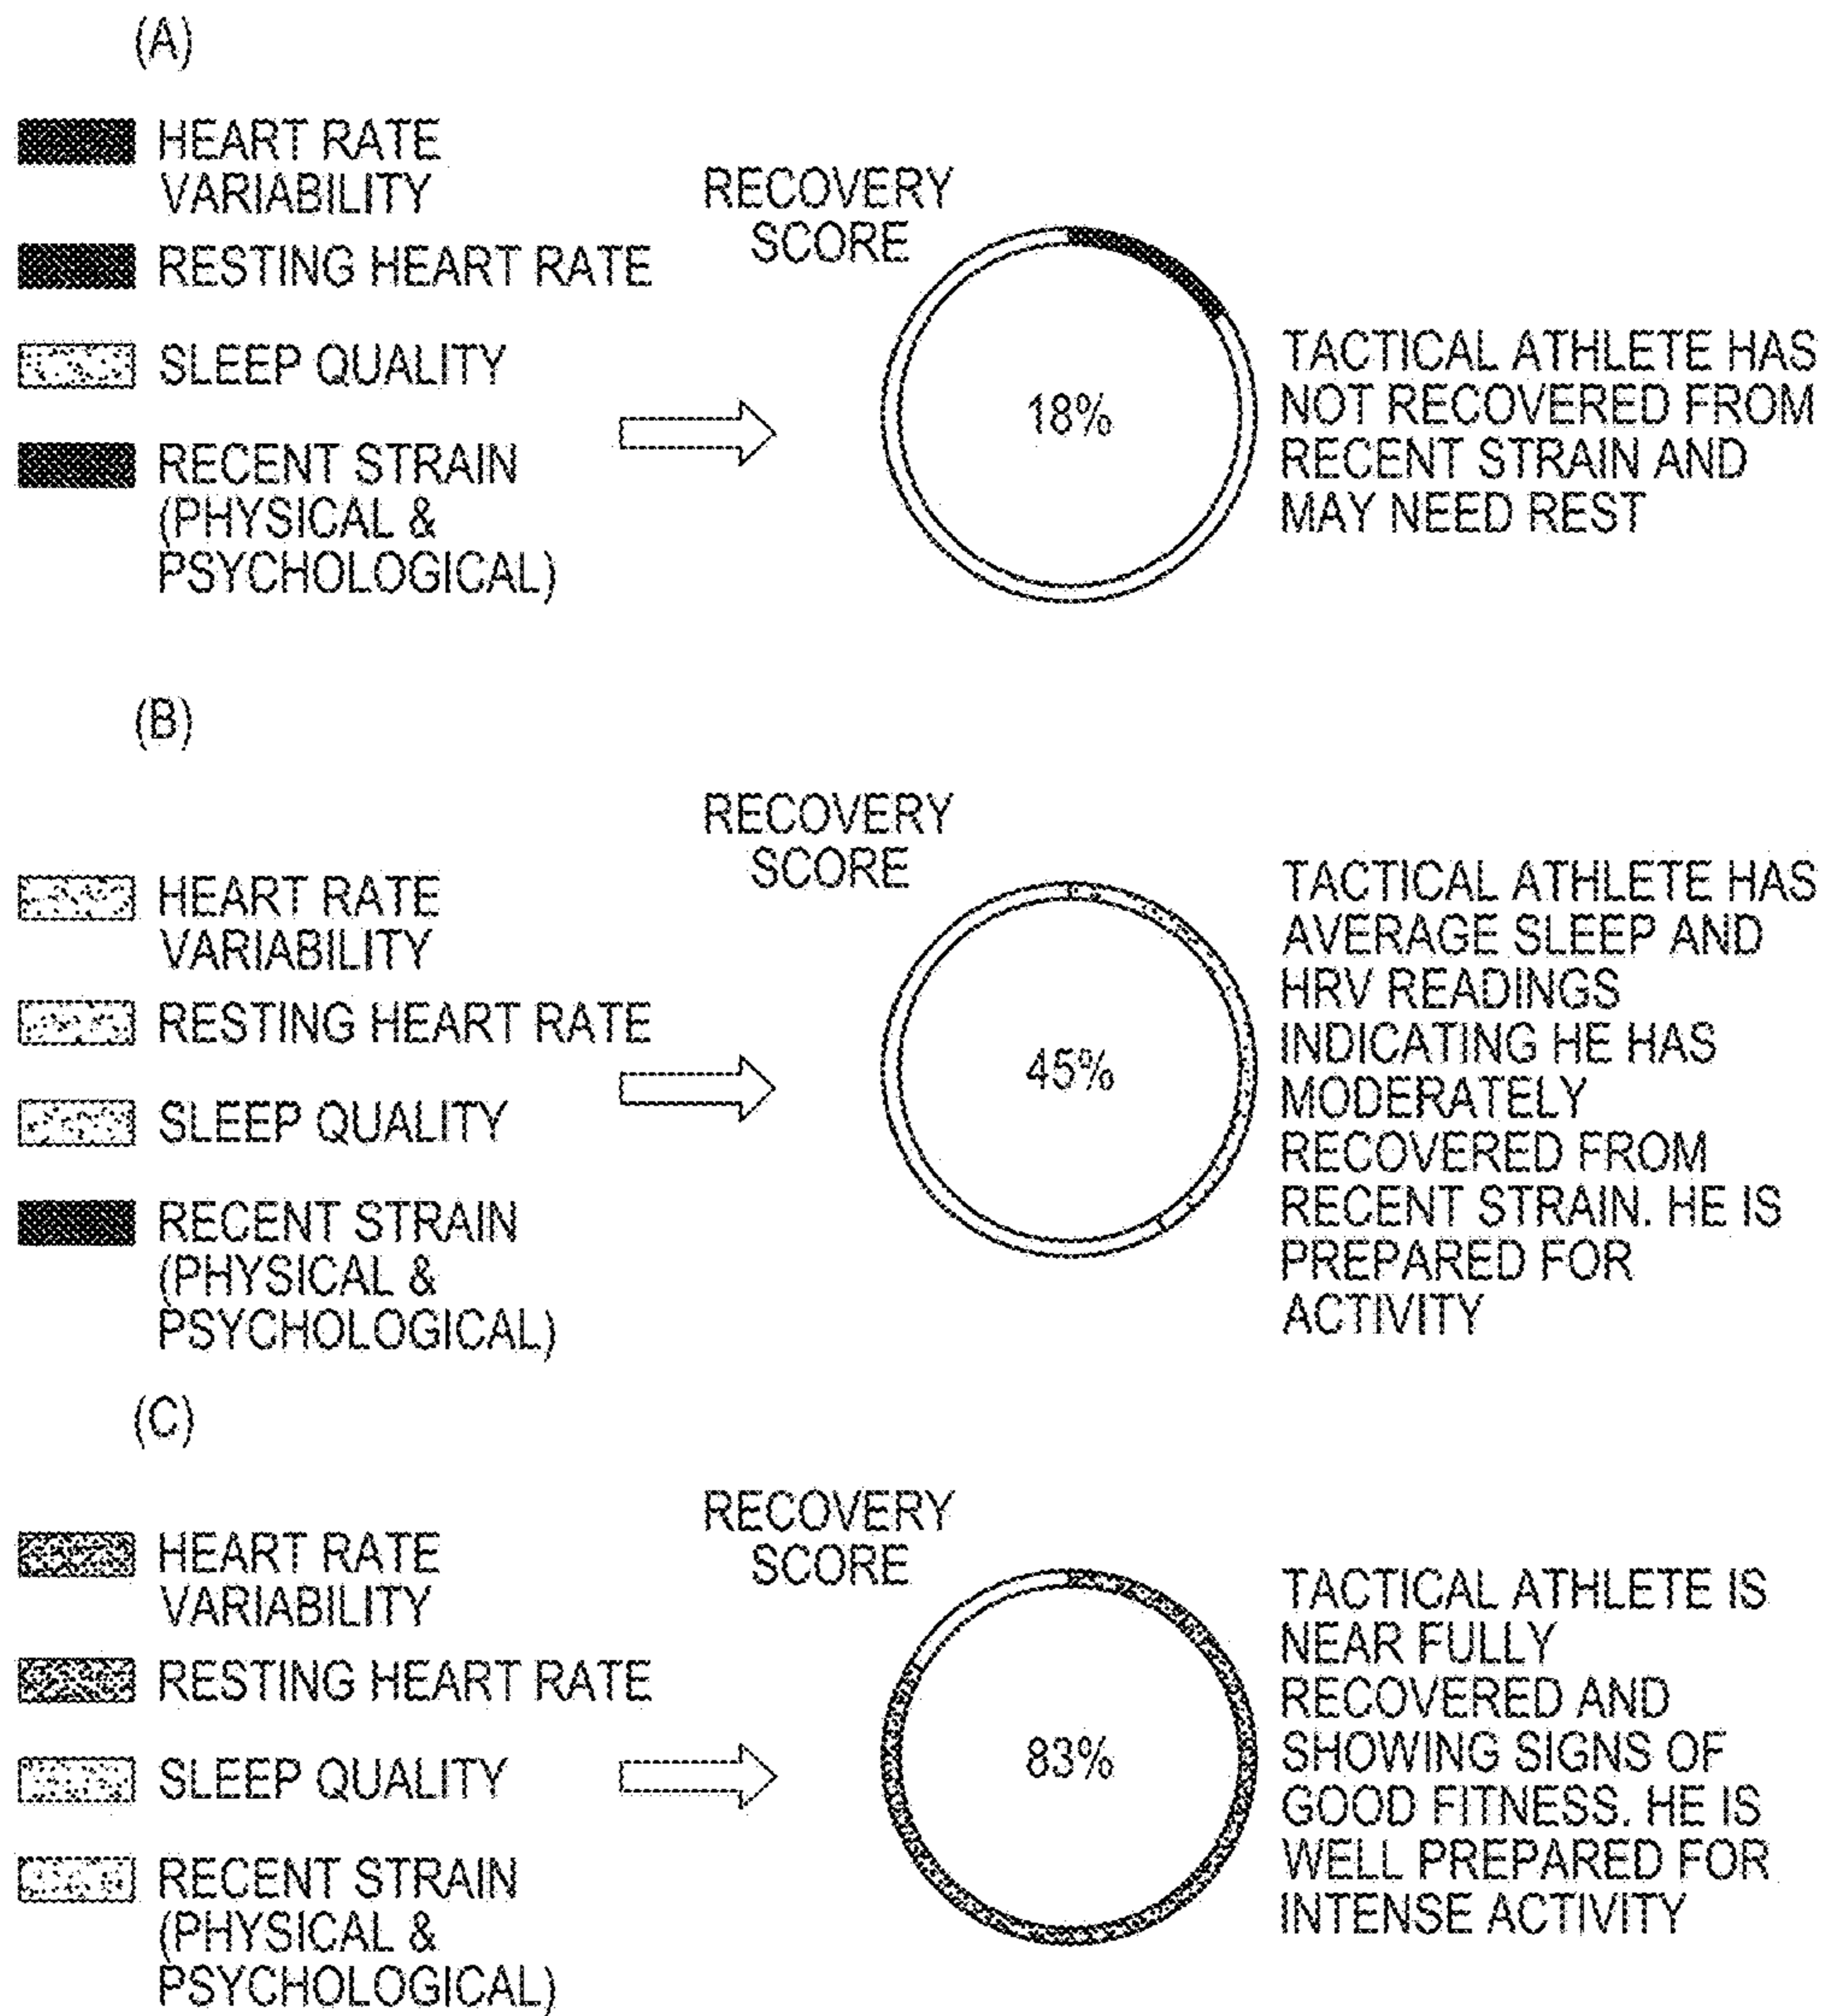 (A)
HEART RATE
VARIABILITY
RESTING HEART RATE
SLEEP QUALITY
RECENT STRAIN
(PHYSICAL &
PSYCHOLOGICAL)
RECOVERY
SCORE
18%
TACTICAL ATHLETE HAS
NOT RECOVERED FROM
RECENT STRAIN AND
MAY NEED REST
(B)
HEART RATE
VARIABILITY
RESTING HEART RATE
SLEEP QUALITY
RECENT STRAIN
(PHYSICAL &
PSYCHOLOGICAL)
RECOVERY
SCORE
45%
TACTICAL ATHLETE HAS
AVERAGE SLEEP AND
HRV READINGS
INDICATING HE HAS
MODERATELY
RECOVERED FROM
RECENT STRAIN. HE IS
PREPARED FOR
ACTIVITY
(C)
HEART RATE
VARIABILITY
RESTING HEART RATE
SLEEP QUALITY
RECENT STRAIN
(PHYSICAL &
PSYCHOLOGICAL)
RECOVERY
SCORE
83%
TACTICAL ATHLETE IS
NEAR FULLY
RECOVERED AND
SHOWING SIGNS OF
GOOD FITNESS. HE IS
WELL PREPARED FOR
INTENSE ACTIVITY